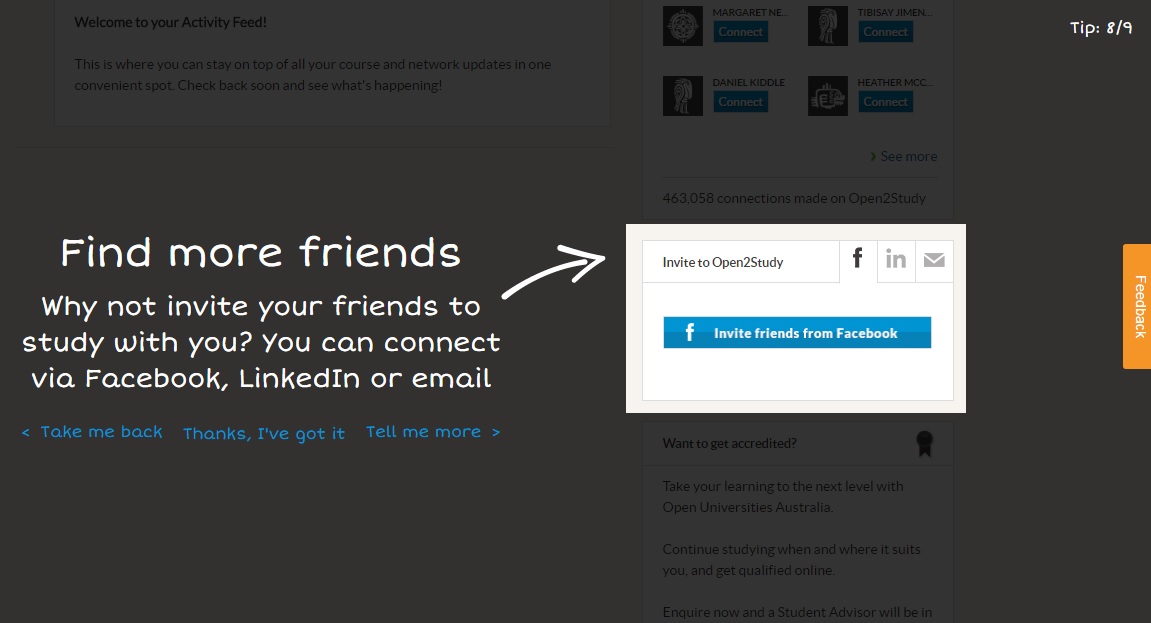 Welcome to your Activity Feed!
This is where you can stay on top of all your course and network updates in one
convenient spot. Check back soon and see what's happening!
MARGARET NE...
Connect
TIBISAY JIMEN...
Connect
DANIEL KIDDLE
Connect
HEATHER MCC...
Connect
See more
463,058 connections made on Open2Study
Tip: 8/9
Find more friends
Why not invite your friends to
study with you? You can connect
via Facebook, LinkedIn or email
< Take me back
Thanks, I've got it
Tell me more >
Invite to Open2Study
f
in
f Invite friends from Facebook
Feedback
Want to get accredited?
Take your learning to the next level with
Open Universities Australia.
Continue studying when and where it suits
you, and get qualified online.
Enquire now and a Student Advisor will be in